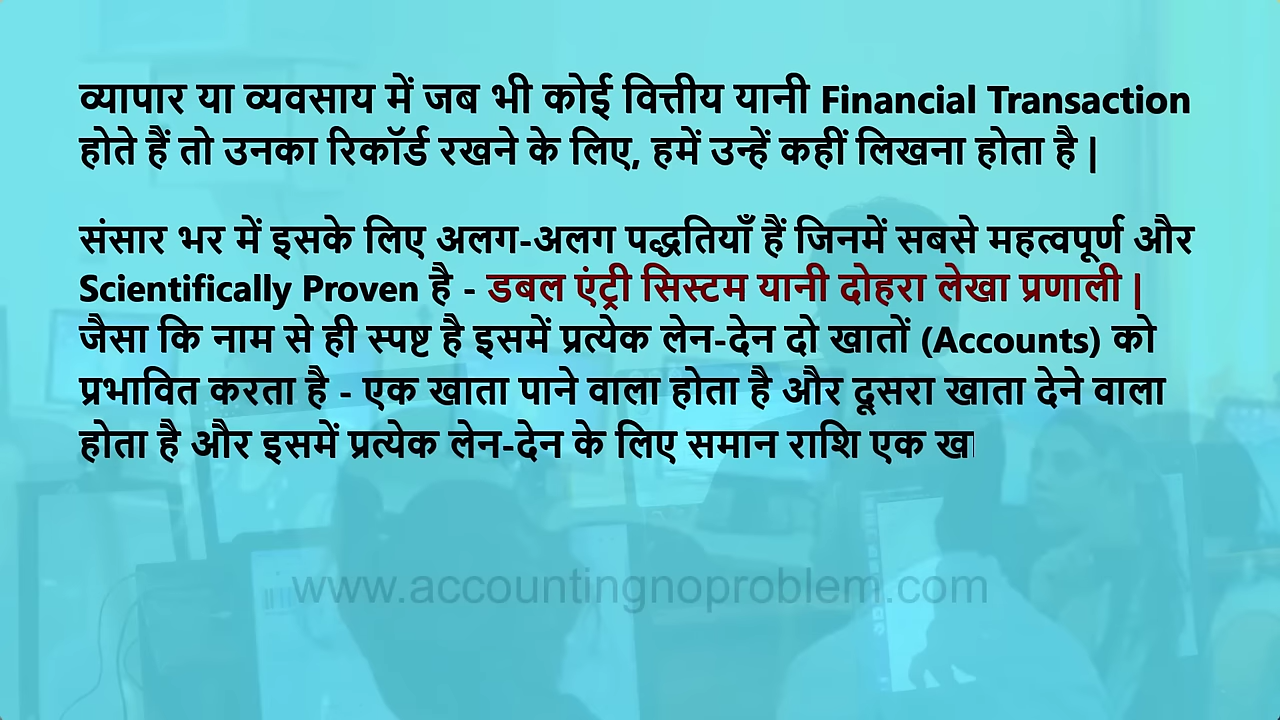 व्यापार या व्यवसाय में जब भी कोई वित्तीय यानी Financial Transaction
होते हैं तो उनका रिकॉर्ड रखने के लिए, हमें उन्हें कहीं लिखना होता है |
संसार भर में इसके लिए अलग-अलग पद्धतियाँ हैं जिनमें सबसे महत्वपूर्ण और
Scientifically Proven है - डबल एंट्री सिस्टम यानी दोहरा लेखा प्रणाली |
जैसा कि नाम से ही स्पष्ट है इसमें प्रत्येक लेन-देन दो खातों (Accounts) को
प्रभावित करता है - एक खाता पाने वाला होता है और दूसरा खाता देने वाला
होता है और इसमें प्रत्येक लेन-देन के लिए समान राशि एक खा
www.accountingnoproblem.com